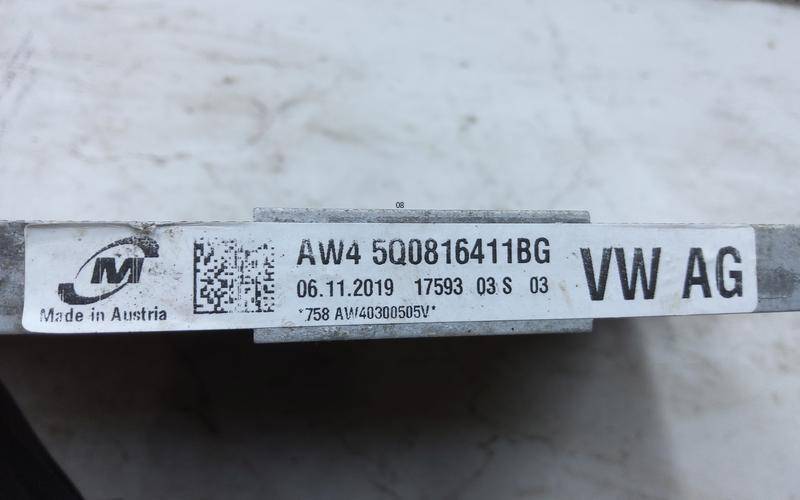 08
AW4 5Q0816411BG
06.11.2019 17593 03 S 03
*758 AW40300505V*
VW AG
M
Made in Austria